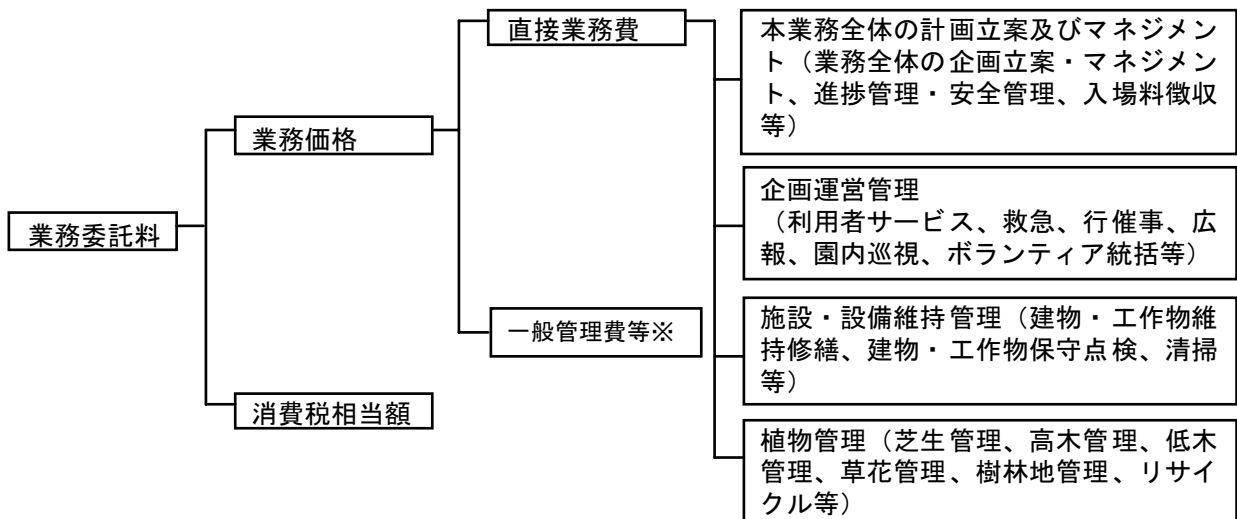 業務委託料
業務価格
消費税相当額
直接業務費
一般管理費等※
本業務全体の計画立案及びマネジメン
ト（業務全体の企画立案・マネジメン
ト、進捗管理・安全管理、入場料徴収
等）
企画運営管理
（利用者サービス、救急、行催事、広
報、園内巡視、ボランティア統括等）
施設・設備維持管理（建物・工作物維
持修繕、建物・工作物保守点検、清掃
等）
植物管理（芝生管理、高木管理、低木
管理、草花管理、樹林地管理、リサイ
クル等）